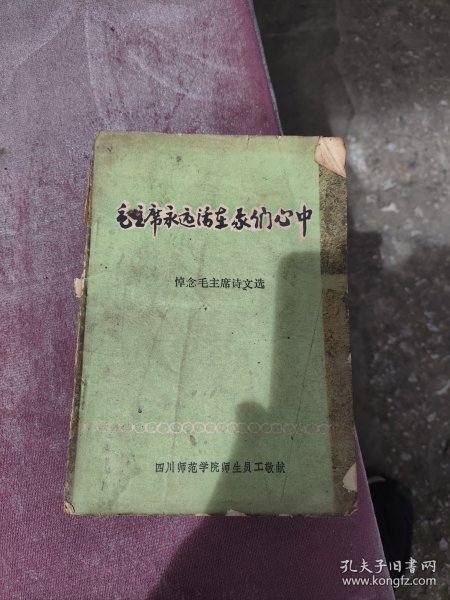 毛主席永远活在我们心中
悼念毛主席诗文选
四川师范学院师生员工敬献
孔夫子旧书网
www.kongfz.com